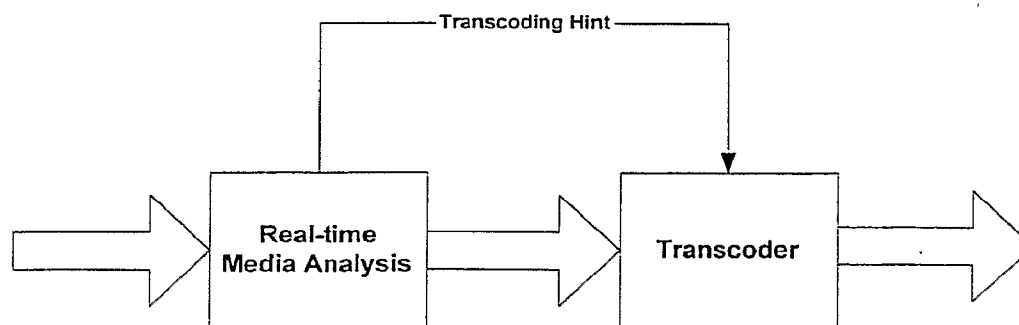 Transcoding Hint
Real-time
Media Analysis
Transcoder